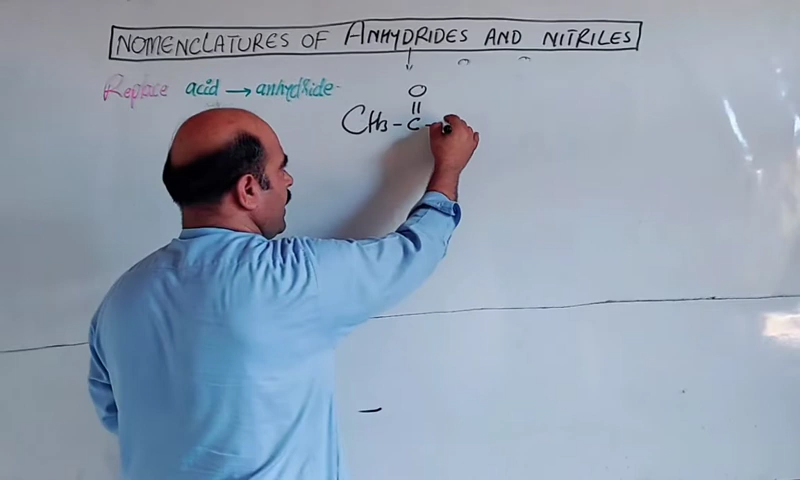 NOMENCLATURES OF ANHYDRIDES AND NITRILES
Replace acid → anhydride
O
||
CH3 - C -